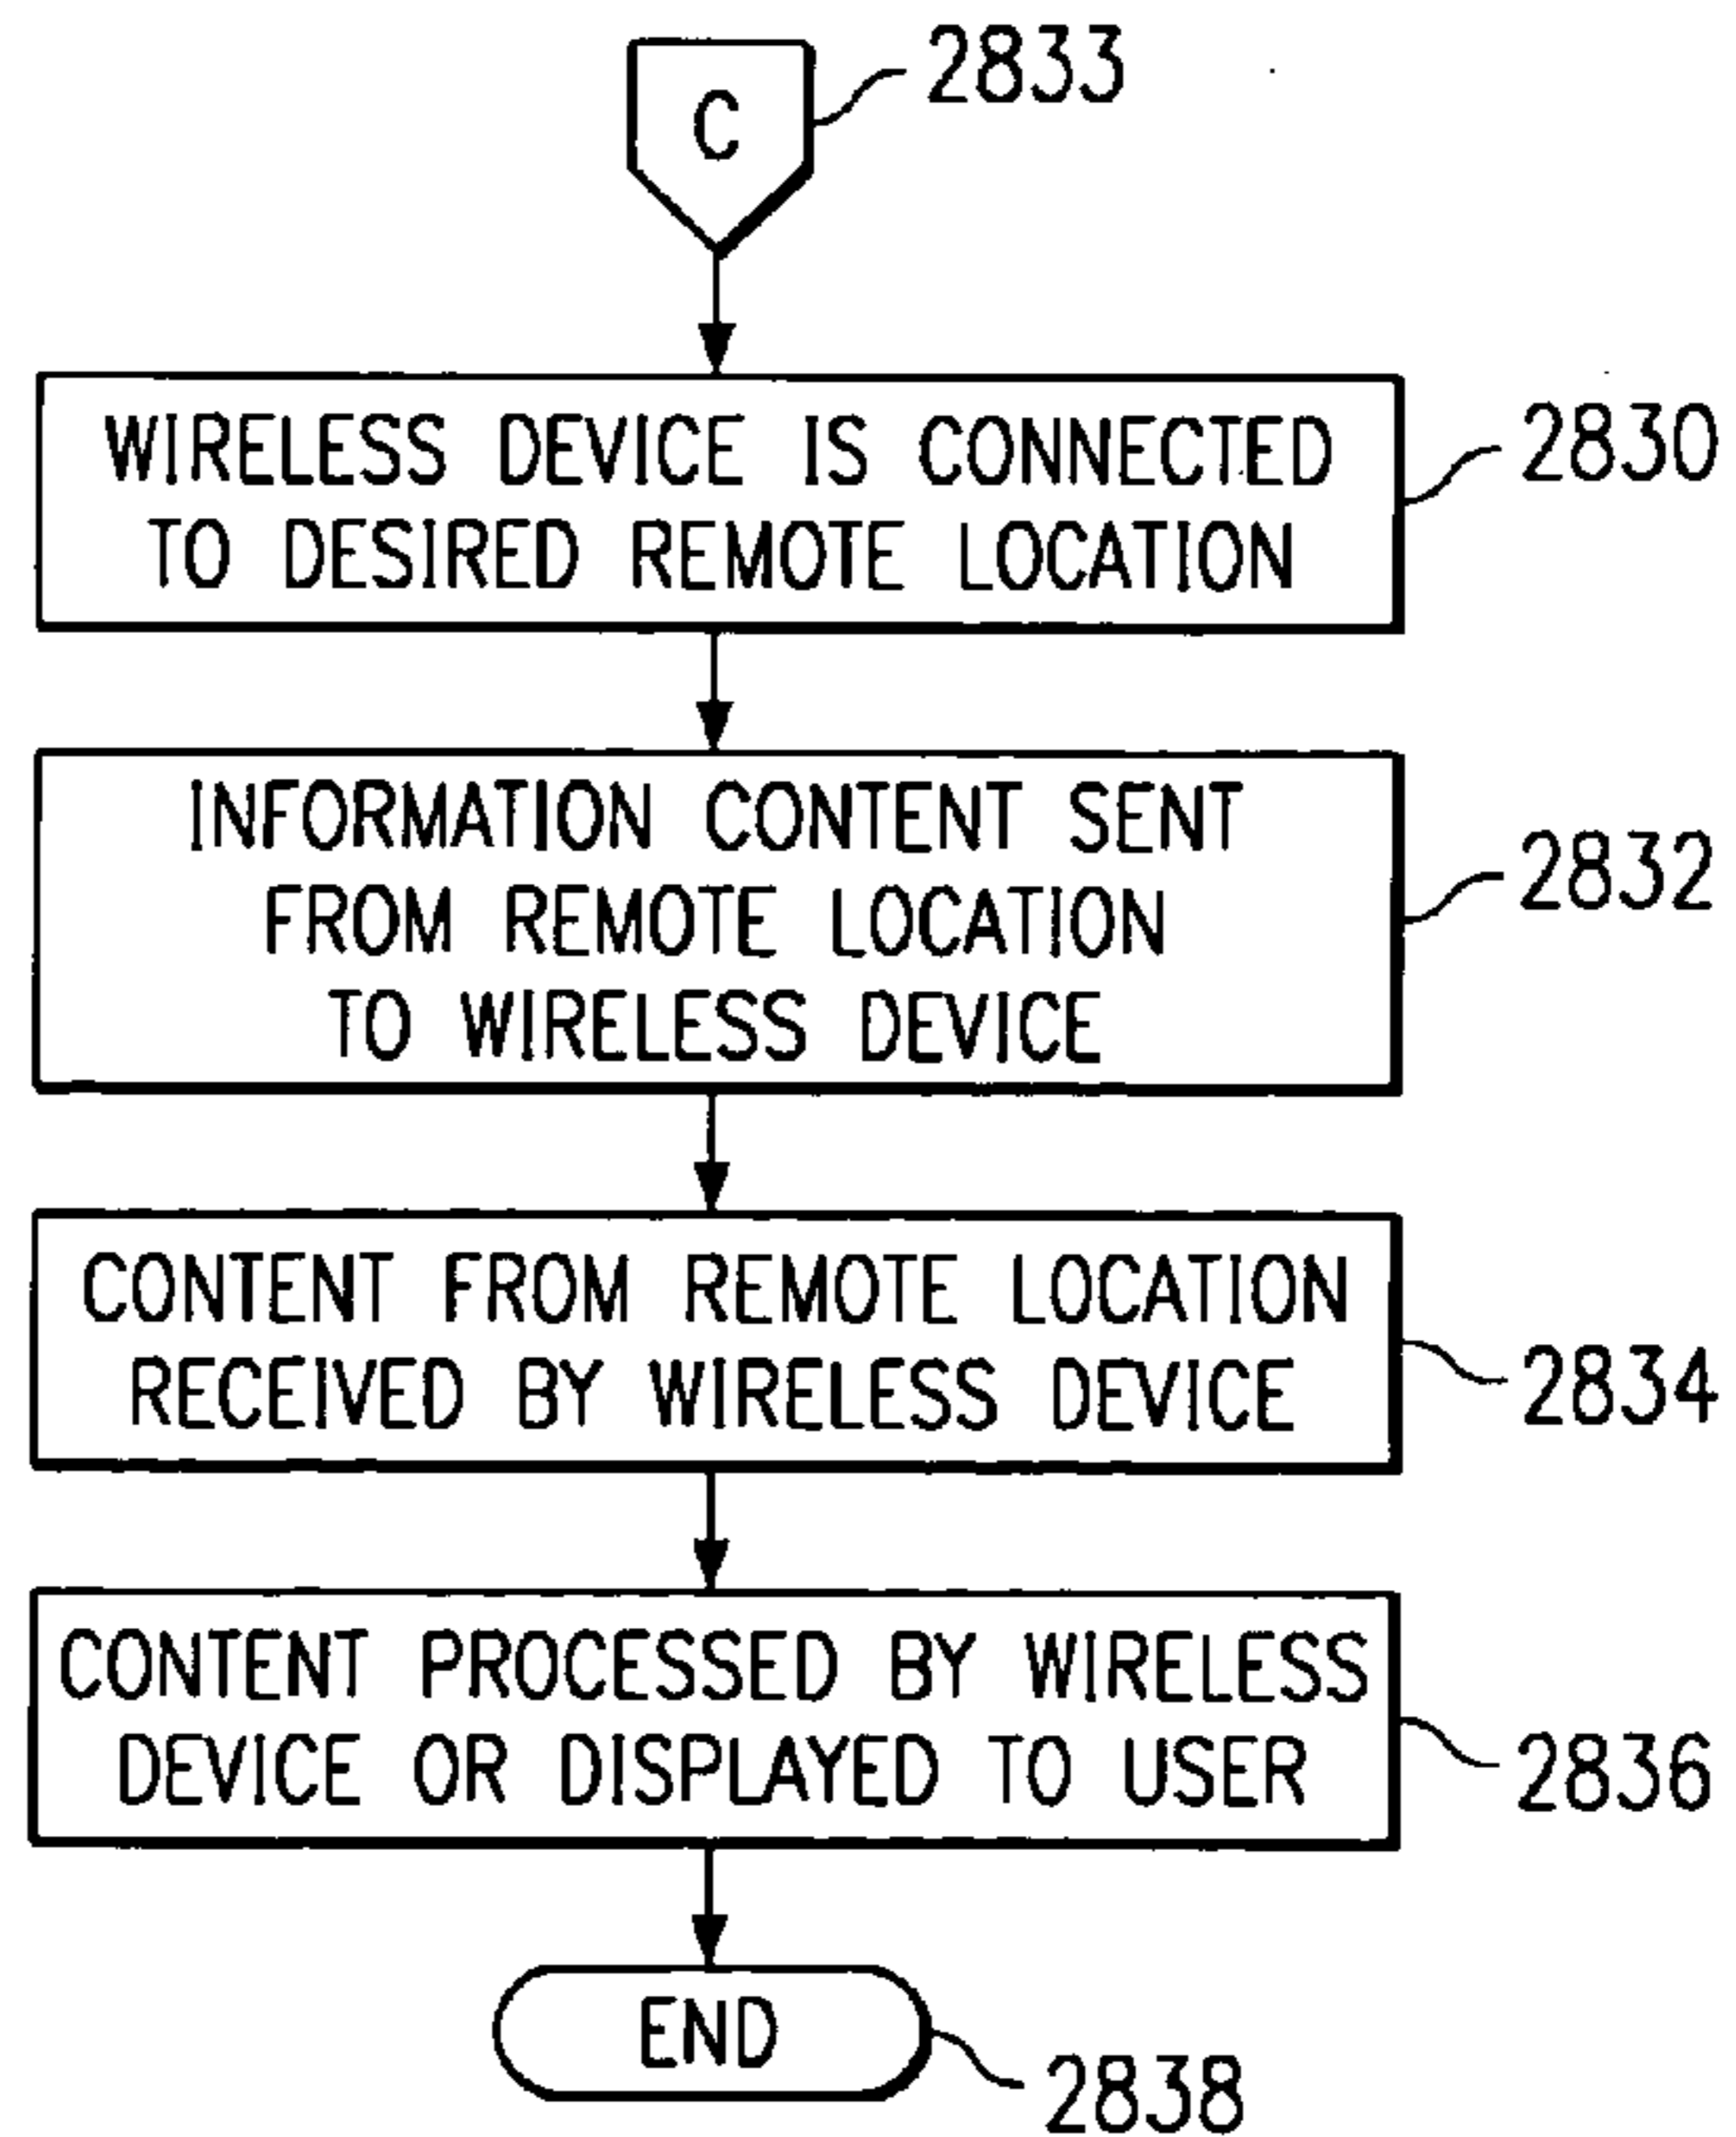 C
2833
WIRELESS DEVICE IS CONNECTED
TO DESIRED REMOTE LOCATION
2830
INFORMATION CONTENT SENT
FROM REMOTE LOCATION
TO WIRELESS DEVICE
2832
CONTENT FROM REMOTE LOCATION
RECEIVED BY WIRELESS DEVICE
2834
CONTENT PROCESSED BY WIRELESS
DEVICE OR DISPLAYED TO USER
2836
END
2838